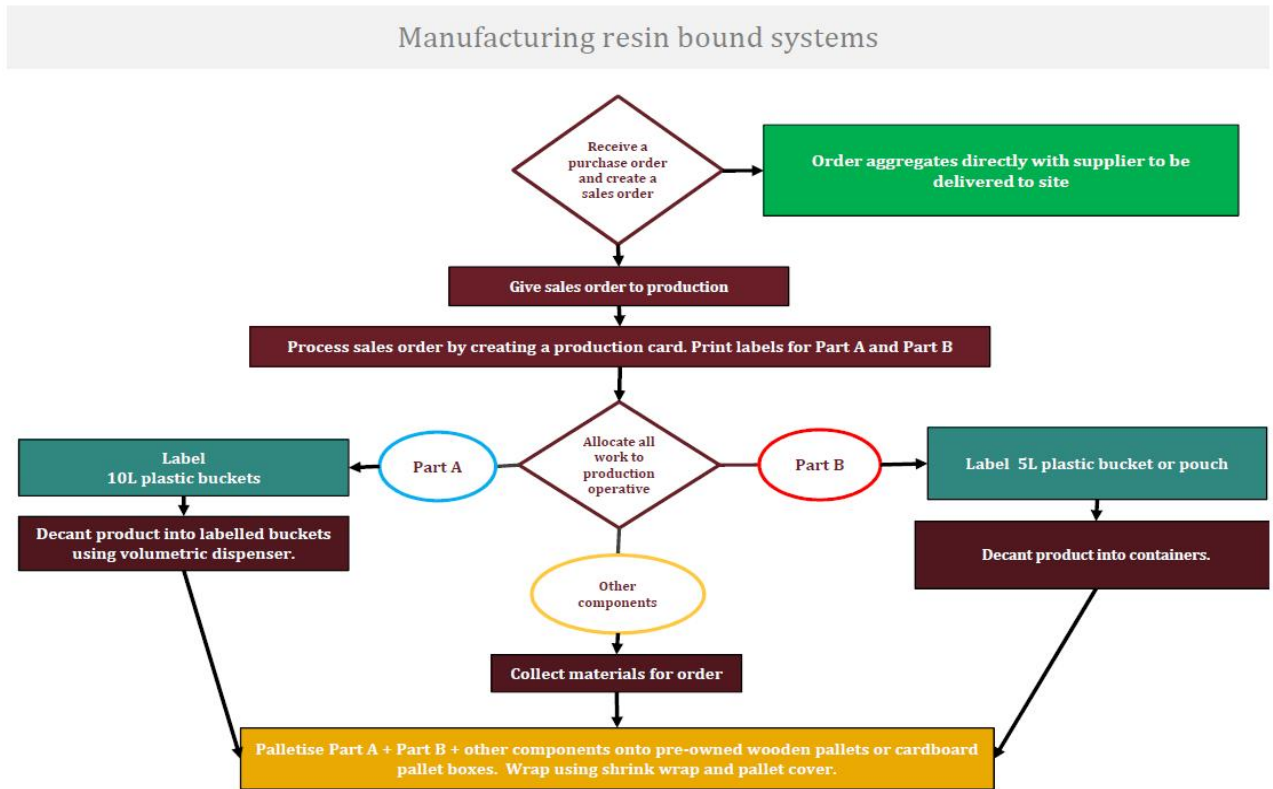 Manufacturing resin bound systems
Receive a
purchase order
and create a
sales order
Order aggregates directly with supplier to be
delivered to site
Give sales order to production
Process sales order by creating a production card. Print labels for Part A and Part B
Label
10L plastic buckets
Part A
Allocate all
work to
production
operative
Part B
Label 5L plastic bucket or pouch
Decant product into labelled buckets
using volumetric dispenser.
Decant product into containers.
Other
components
Collect materials for order
Palletise Part A + Part B + other components onto pre-owned wooden pallets or cardboard
pallet boxes. Wrap using shrink wrap and pallet cover.